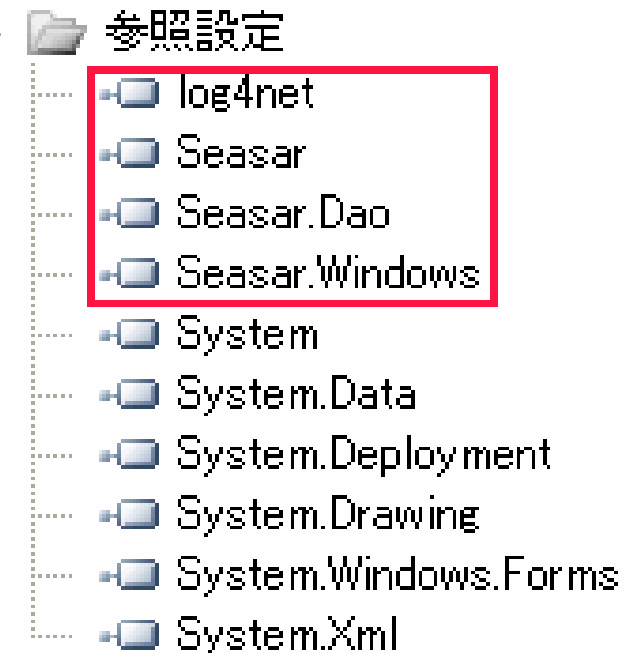 参照設定
log4net
Seasar
Seasar.Dao
Seasar.Windows
System
System.Data
System.Deployment
System.Drawing
System.Windows.Forms
System.Xml